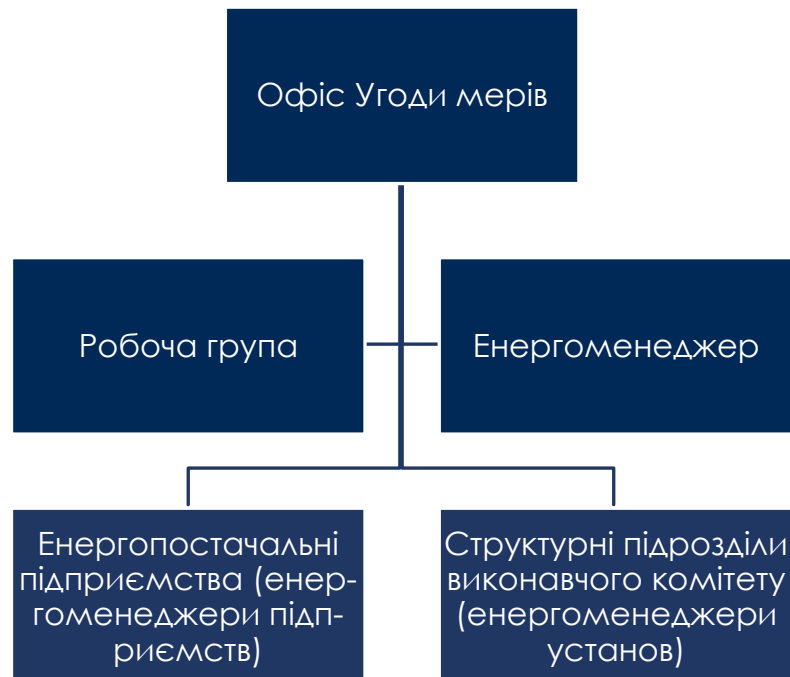 Офіс Угоди мерів
Робоча група
Енергоменеджер
Енергопостачальні
підприємства (енер-
гоменеджери підп-
риємств)
Структурні підрозділи
виконавчого комітету
(енергоменеджери
установ)